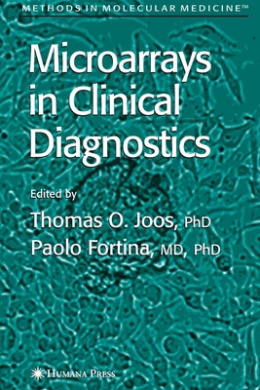 METHODS IN MOLECULAR MEDICINE™
Microarrays
in Clinical
Diagnostics
Edited by
Thomas O. Joos, PhD
Paolo Fortina, MD, PhD
HUMANA PRESS